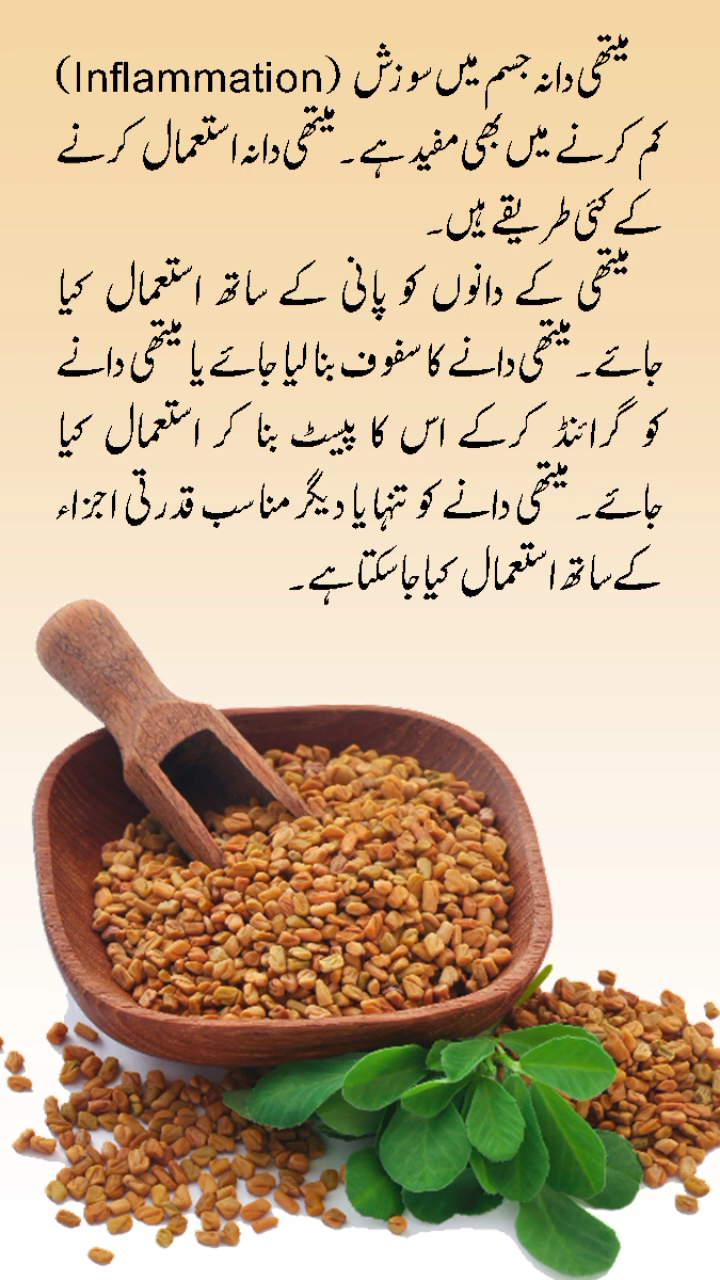 میتھی دانہ جسم میں سوزش (Inflammation)
کم کرنے میں بھی مفید ہے۔ میتھی دانہ استعمال کرنے
کے کئی طریقے ہیں۔
میتھی کے دانوں کو پانی کے ساتھ استعمال کیا
جائے۔ میتھی دانے کا سفوف بنا لیا جائے یا میتھی دانے
کو گرائنڈ کرکے اس کا پیسٹ بنا کر استعمال کیا
جائے۔ میتھی دانے کو تنہا یا دیگر مناسب قدرتی اجزاء
کے ساتھ استعمال کیا جاسکتا ہے۔